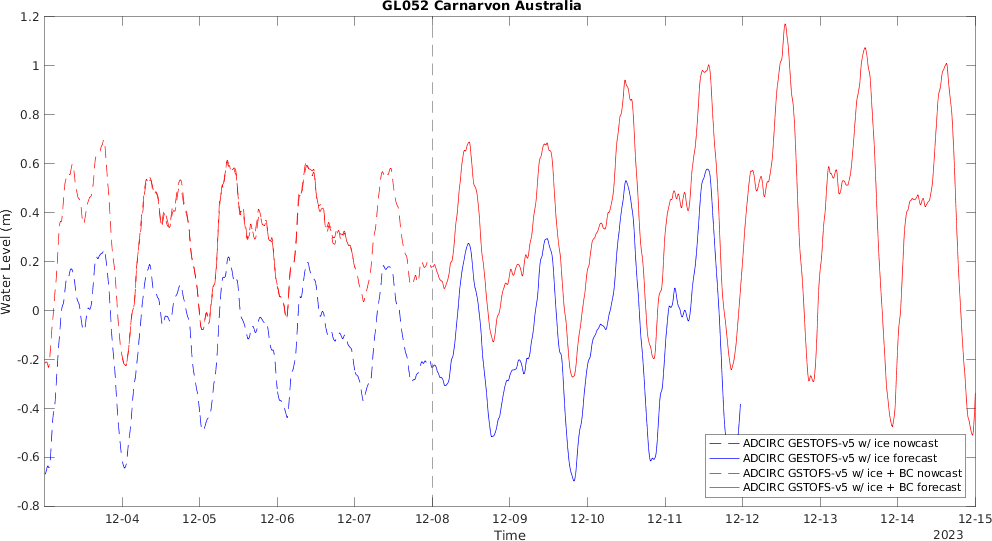 GL052 Carnarvon Australia
1.2
1
0.8
0.6
0.4
0.2
0
-0.2
-0.4
-0.6
-0.8
Water Level (m)
ADCIRC GESTOFS-v5 w/ ice nowcast
ADCIRC GESTOFS-v5 w/ ice forecast
ADCIRC GSTOFS-v5 w/ ice + BC nowcast
ADCIRC GSTOFS-v5 w/ ice + BC forecast
12-04 12-05 12-06 12-07 12-08 12-09 12-10 12-11 12-12 12-13 12-14 12-15
Time
2023